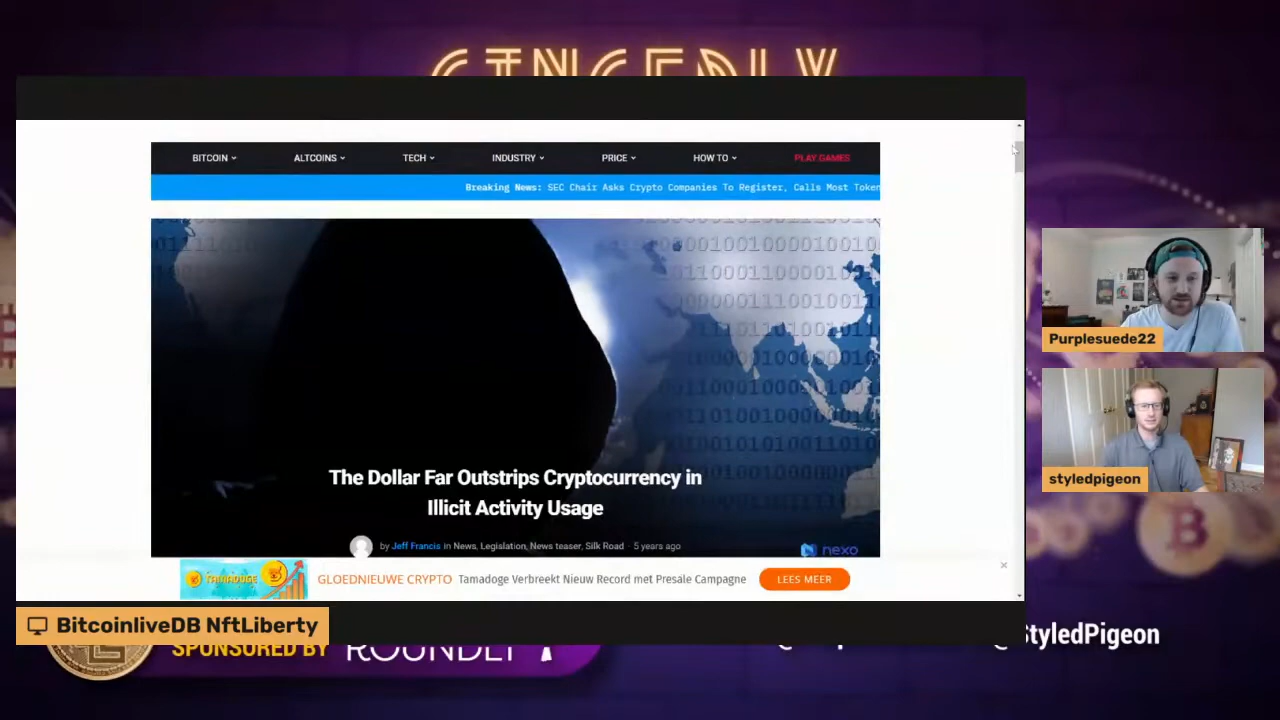 BITCOIN
ALTCOINS
TECH
INDUSTRY
PRICE
HOW TO
PLAY GAMES
Breaking News: SEC Chair Asks Crypto Companies To Register, Calls Most Token
The Dollar Far Outstrips Cryptocurrency in
Illicit Activity Usage
by Jeff Francis in News, Legislation, News teaser, Silk Road · 5 years ago
nexo
TAMADOGE
GLOEDNIEUWE CRYPTO Tamadoge Verbreekt Nieuw Record met Presale Campagne
LEES MEER
Purplesuede22
styledpigeon
BitcoinliveDB NftLiberty
SPONSORED BY
StyledPigeon